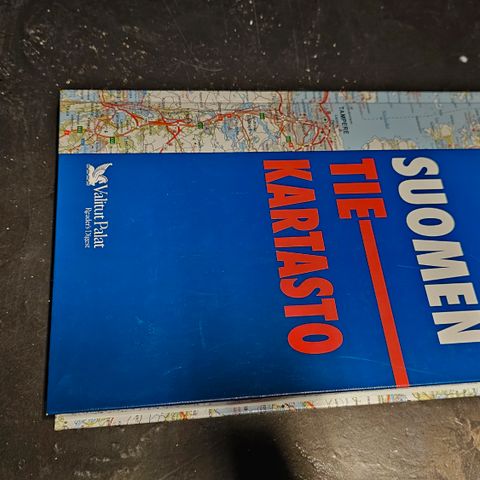 TAMPERE
SUOMEN
TIE
KARTASTO
Valitut Palat
Reader's Digest